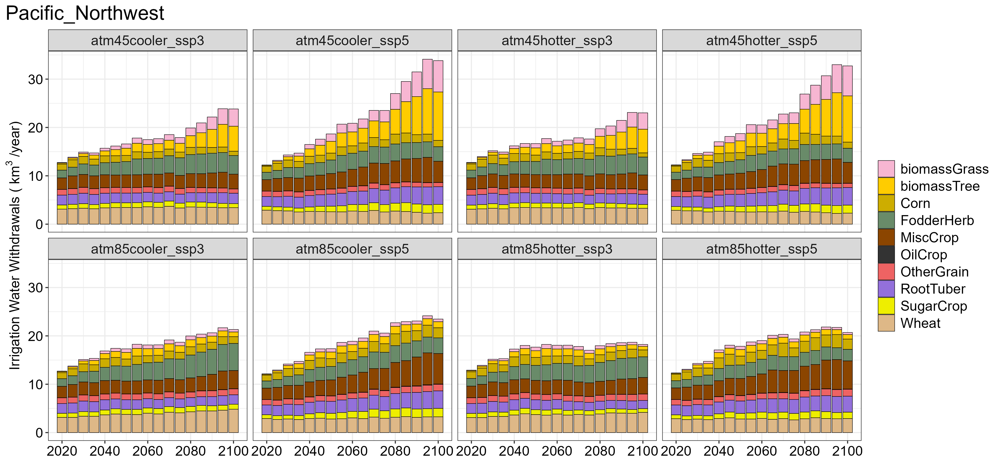 Pacific_Northwest
atm45cooler_ssp3 atm45cooler_ssp5 atm45hotter_ssp3 atm45hotter_ssp5
30
20
10
0
atm85cooler_ssp3 atm85cooler_ssp5 atm85hotter_ssp3 atm85hotter_ssp5
30
20
10
0
2020 2040 2060 2080 2100 2020 2040 2060 2080 2100 2020 2040 2060 2080 2100 2020 2040 2060 2080 2100
Irrigation Water Withdrawals ( km³ /year)
biomassGrass
biomassTree
Corn
FodderHerb
MiscCrop
OilCrop
OtherGrain
RootTuber
SugarCrop
Wheat